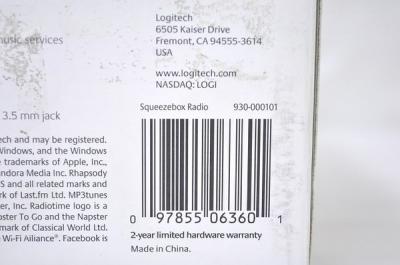 Logitech
6505 Kaiser Drive
Fremont, CA 94555-3614
USA
music services
www.logitech.com
NASDAQ: LOGI
Squeezebox Radio 930-000101
3.5 mm jack
ech and may be registered.
Windows, and the Windows
e trademarks of Apple, Inc.,
andora Media Inc. Rhapsody
S and all related marks and
rk of Last.fm Ltd. MP3tunes
er, Inc. Radiotime logo is a
pster To Go and the Napster
mark of Classical World Ltd.
Wi-Fi Ailiance®. Facebook is
0 97855 06360 1
2-year limited hardware warranty
Made in China.